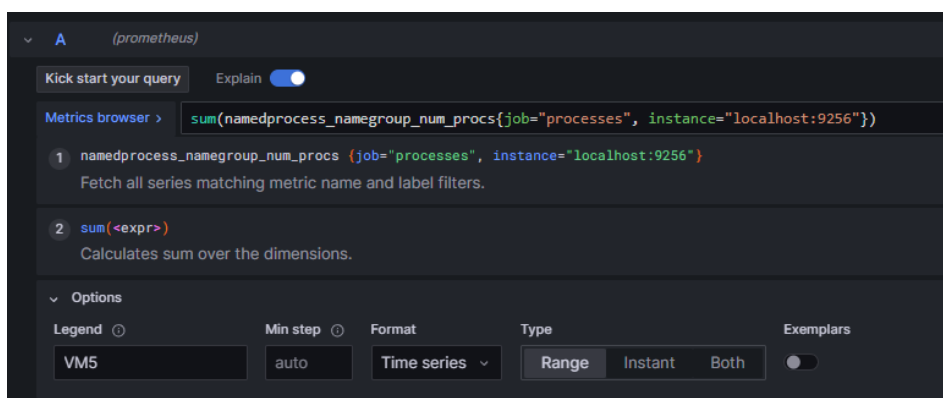 A (prometheus)
Kick start your query Explain
Metrics browser > sum(namedprocess_namegroup_num_procs{job="processes", instance="localhost:9256"})
1 namedprocess_namegroup_num_procs {job="processes", instance="localhost:9256"}
Fetch all series matching metric name and label filters.
2 sum(<expr>)
Calculates sum over the dimensions.
Options
Legend Min step Format Type Exemplars
VM5 auto Time series Range Instant Both